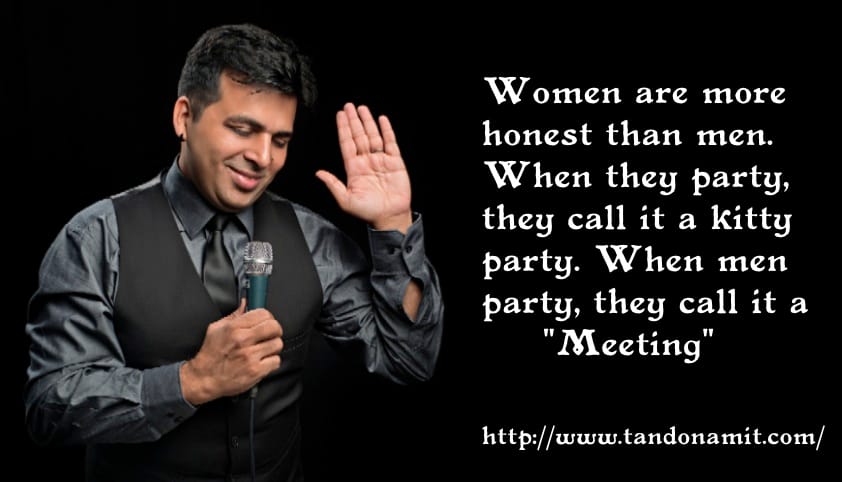 Women are more
honest than men.
When they party,
they call it a kitty
party. When men
party, they call it a
"Meeting"
http://www.tandonamit.com/